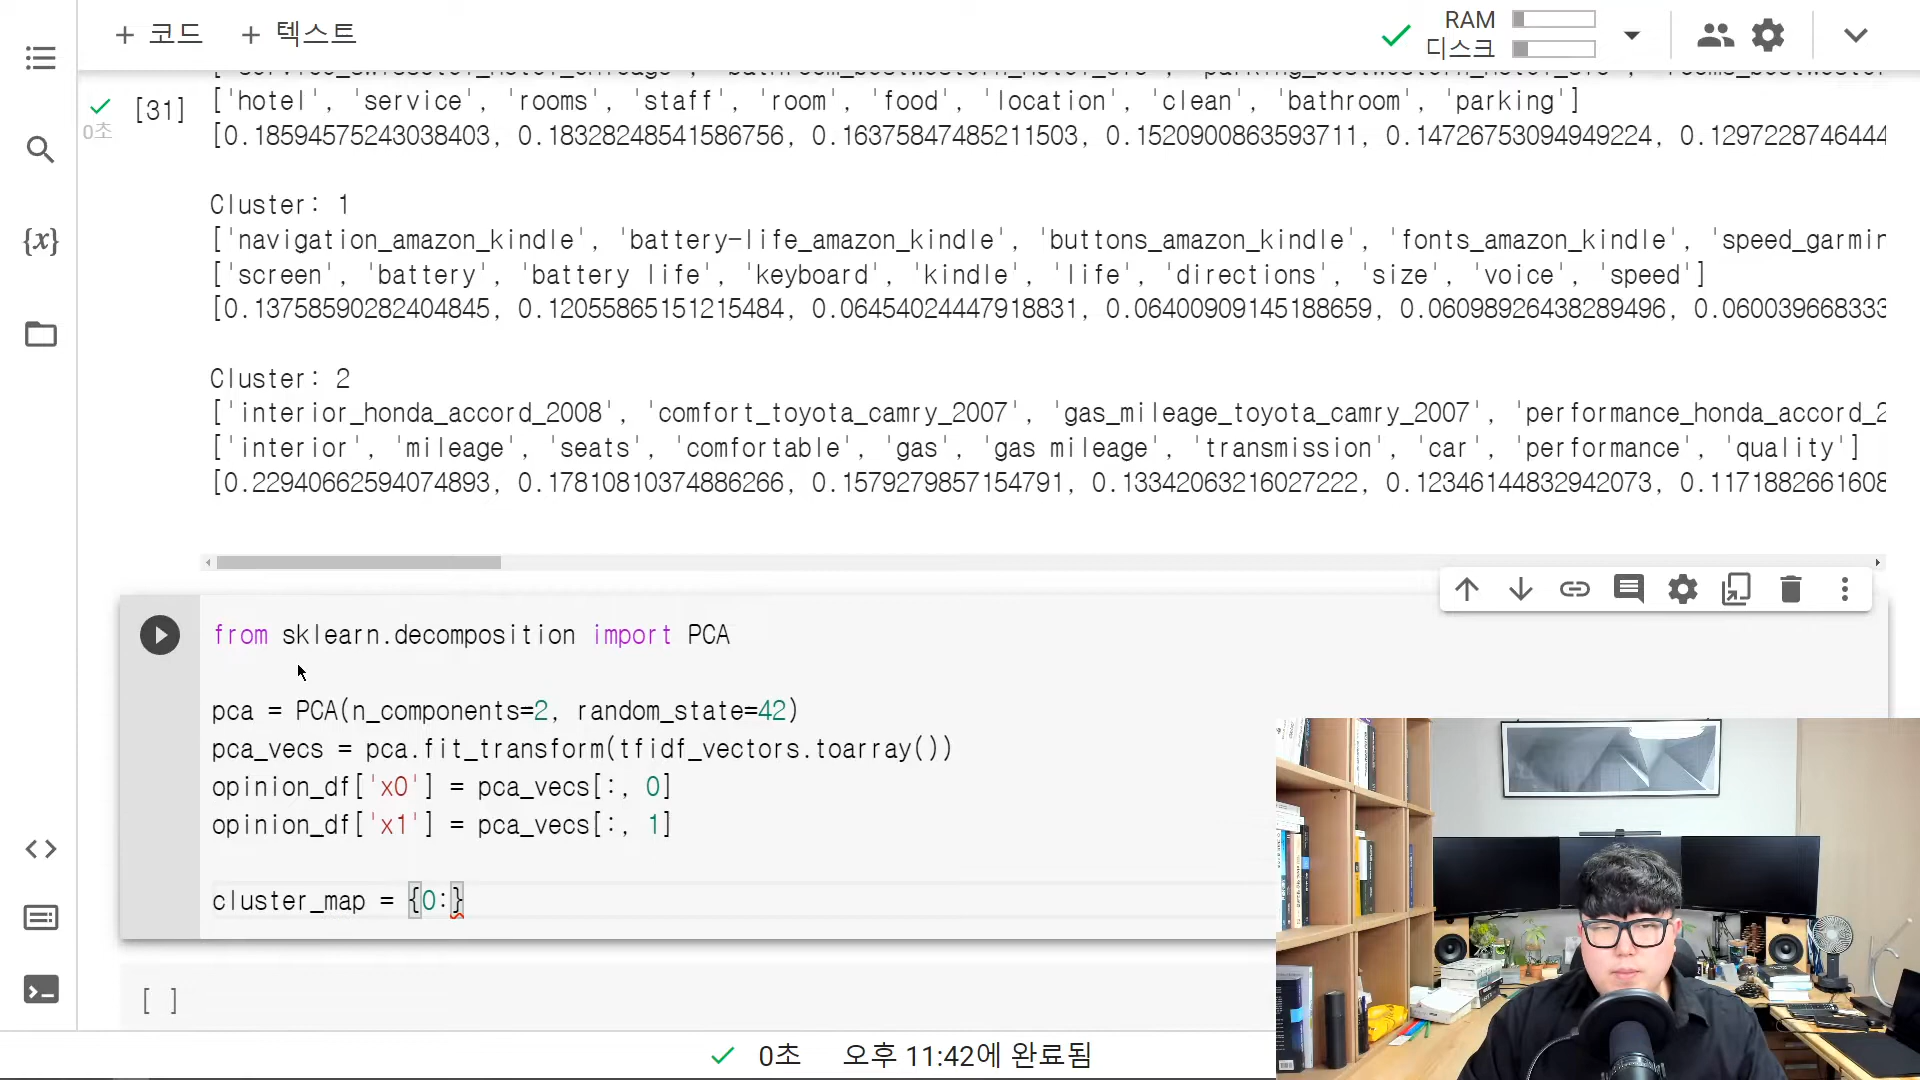 + 코드 + 텍스트
RAM
디스크
['hotel', 'service', 'rooms', 'staff', 'room', 'food', 'location', 'clean', 'bathroom', 'parking']
[31]
0초
[0.18594575243038403, 0.18328248541586756, 0.16375847485211503, 0.1520900863593711, 0.14726753094949224, 0.1297228746444
Cluster: 1
['navigation_amazon_kindle', 'battery-life_amazon_kindle', 'buttons_amazon_kindle', 'fonts_amazon_kindle', 'speed_garmin
['screen', 'battery', 'battery life', 'keyboard', 'kindle', 'life', 'directions', 'size', 'voice', 'speed']
[0.13758590282404845, 0.12055865151215484, 0.06454024447918831, 0.06400909145188659, 0.06098926438289496, 0.060039668333
Cluster: 2
['interior_honda_accord_2008', 'comfort_toyota_camry_2007', 'gas_mileage_toyota_camry_2007', 'performance_honda_accord_2
['interior', 'mileage', 'seats', 'comfortable', 'gas', 'gas mileage', 'transmission', 'car', 'performance', 'quality']
[0.22940662594074893, 0.17810810374886266, 0.1579279857154791, 0.13342063216027222, 0.12346144832942073, 0.1171882661608
from sklearn.decomposition import PCA
pca = PCA(n_components=2, random_state=42)
pca_vecs = pca.fit_transform(tfidf_vectors.toarray())
opinion_df['x0'] = pca_vecs[:, 0]
opinion_df['x1'] = pca_vecs[:, 1]
cluster_map = {0:}
[ ]
0초 오후 11:42에 완료됨